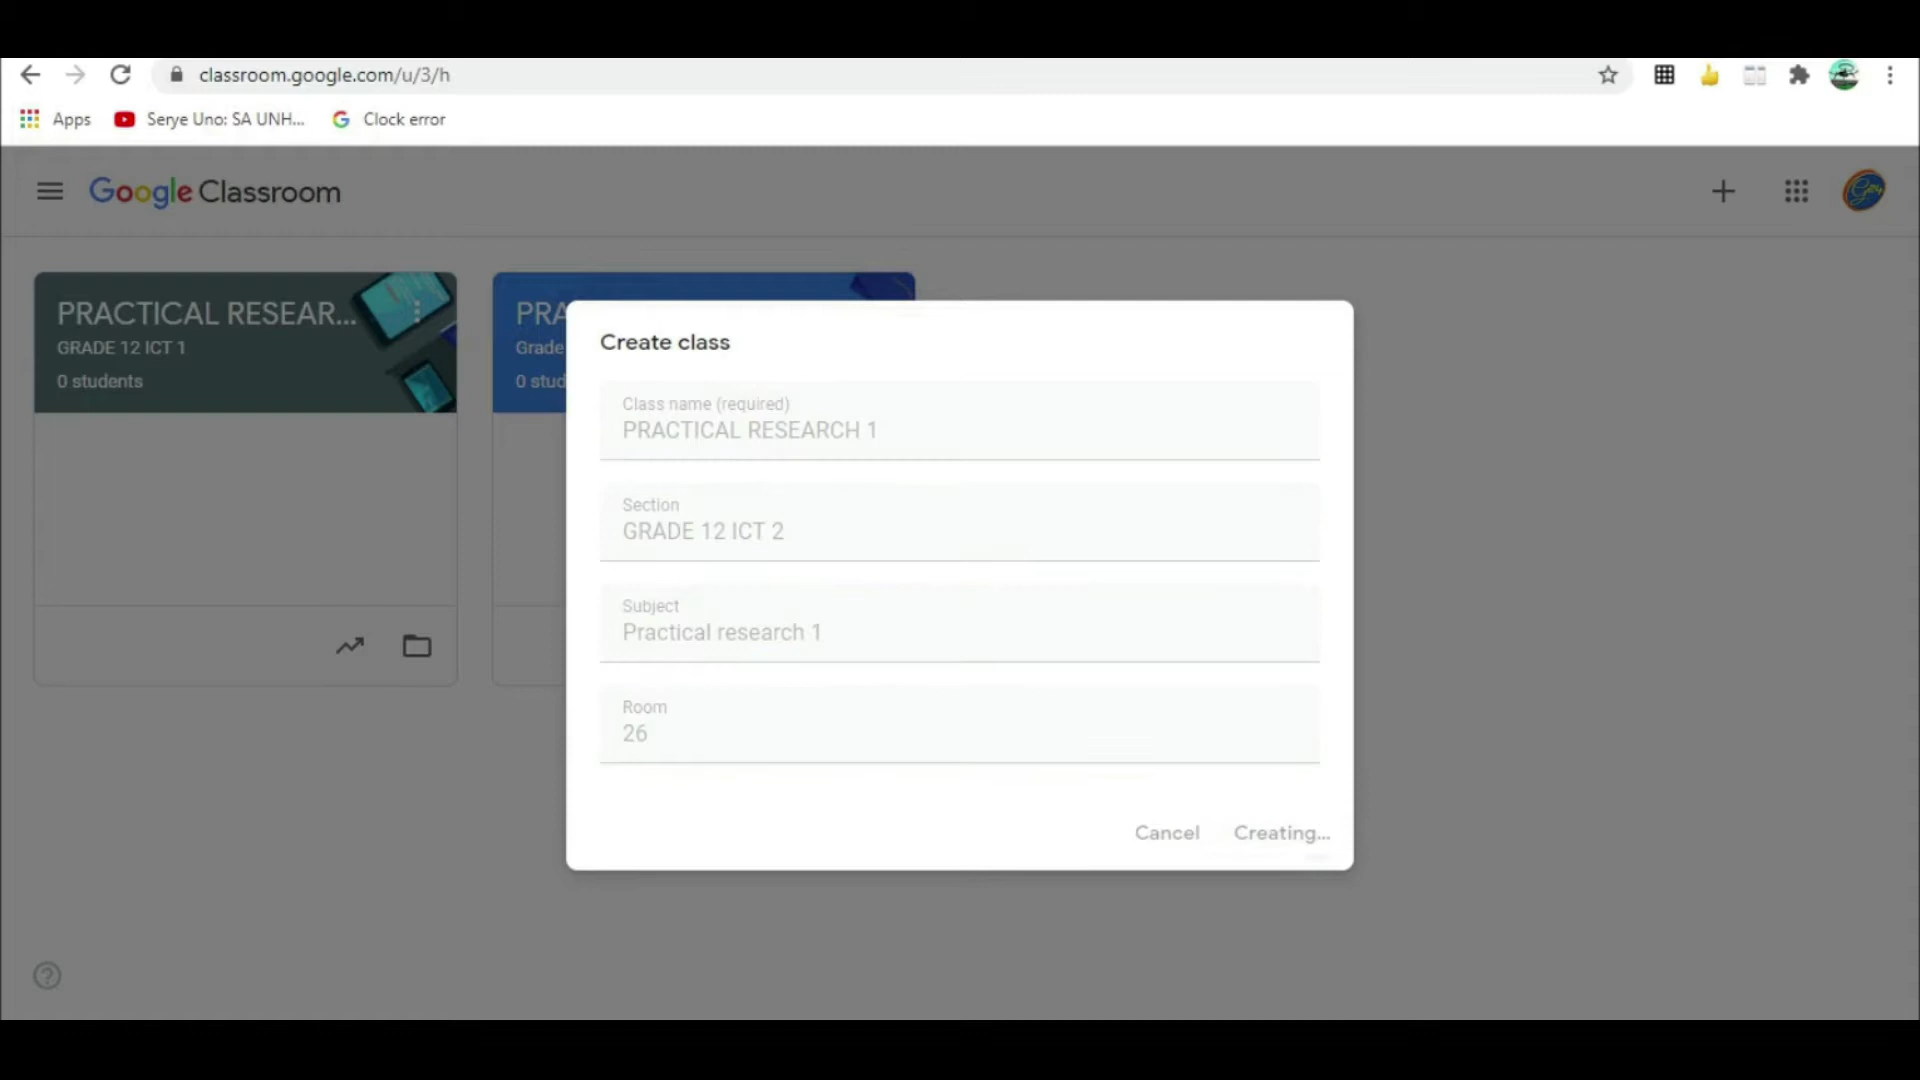 classroom.google.com/u/3/h
Apps
Serye Uno: SA UNH...
Clock error
Google Classroom
PRACTICAL RESEAR...
GRADE 12 ICT 1
0 students
PRA
Grade
0 stud
Create class
Class name (required)
PRACTICAL RESEARCH 1
Section
GRADE 12 ICT 2
Subject
Practical research 1
Room
26
Cancel
Creating...